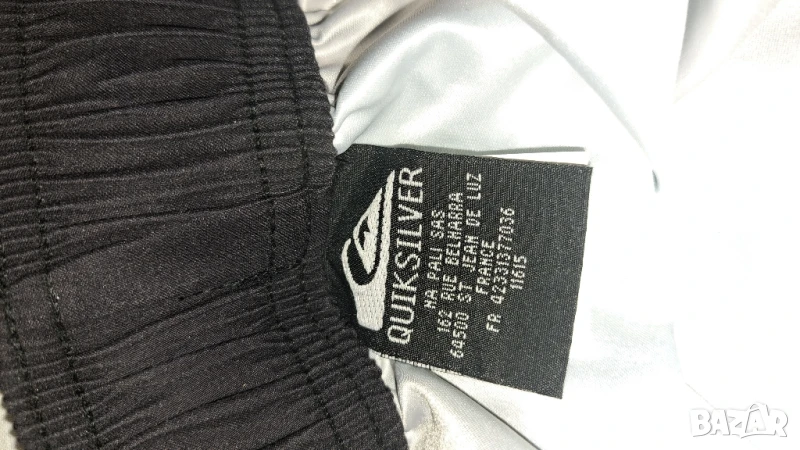 QUIKSILVER
NA PALI SAS
162 RUE BELHARRA
64500 ST JEAN DE LUZ
FRANCE
FR 42331377036
11615
BAZAR